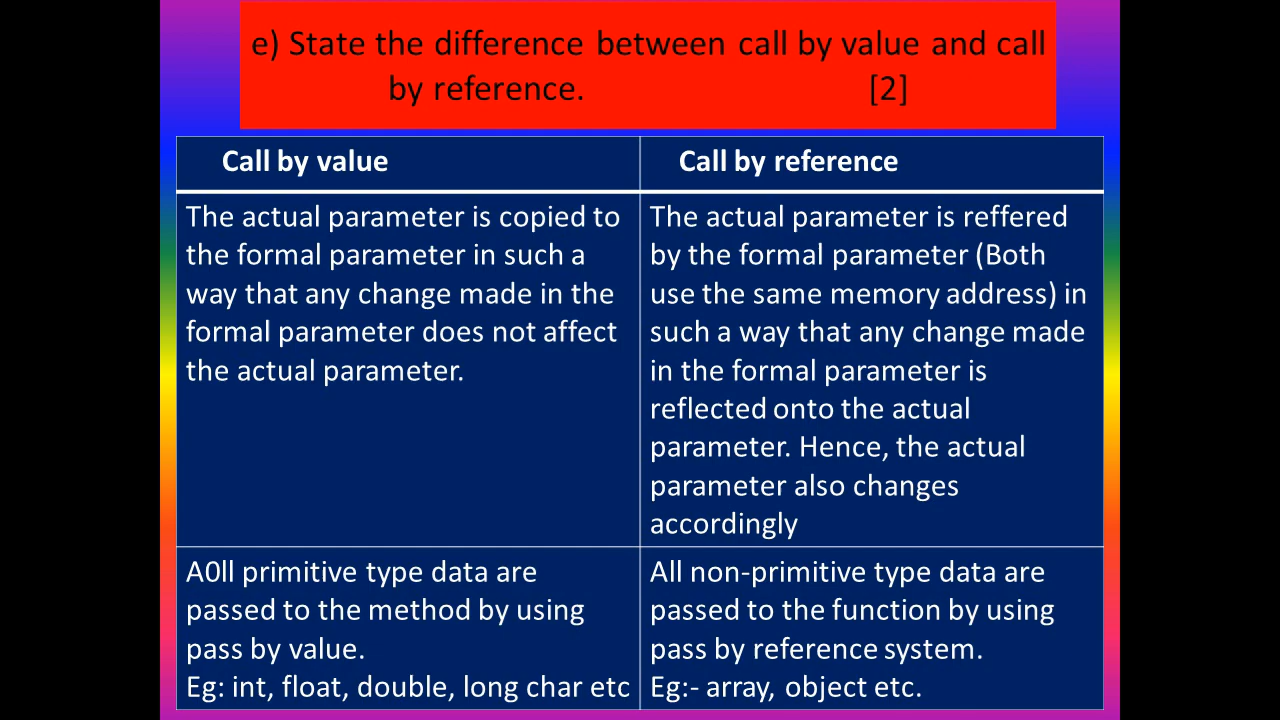 e) State the difference between call by value and call
by reference. [2]
Call by value
Call by reference
The actual parameter is copied to
the formal parameter in such a
way that any change made in the
formal parameter does not affect
the actual parameter.
The actual parameter is reffered
by the formal parameter (Both
use the same memory address) in
such a way that any change made
in the formal parameter is
reflected onto the actual
parameter. Hence, the actual
parameter also changes
accordingly
A0ll primitive type data are
passed to the method by using
pass by value.
Eg: int, float, double, long char etc
All non-primitive type data are
passed to the function by using
pass by reference system.
Eg:- array, object etc.